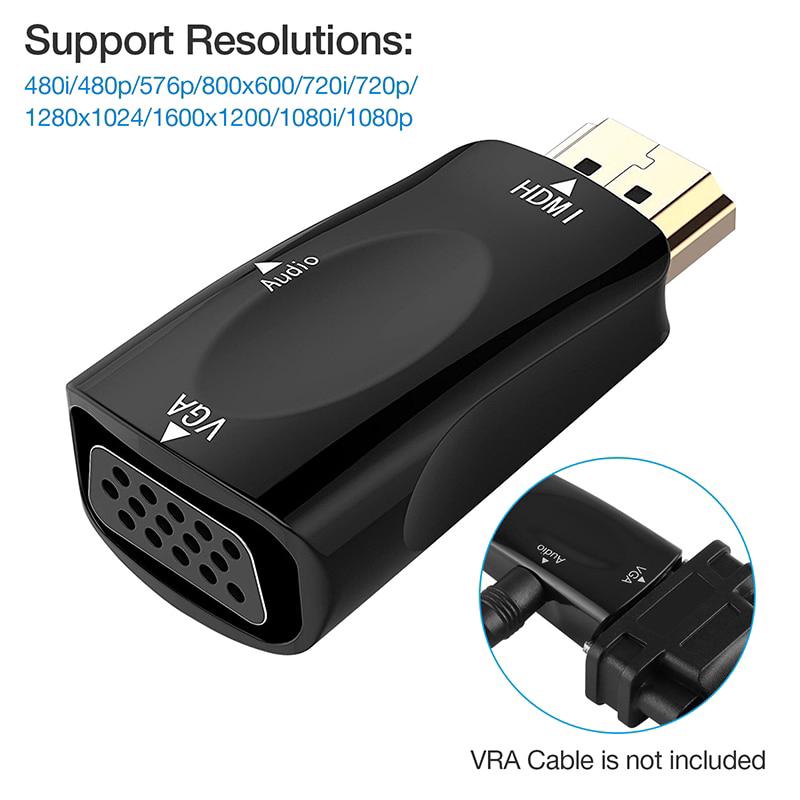 Support Resolutions:
480i/480p/576p/800x600/720i/720p/
1280x1024/1600x1200/1080i/1080p
HDMI
Audio
VGA
Audio
VGA
VRA Cable is not included